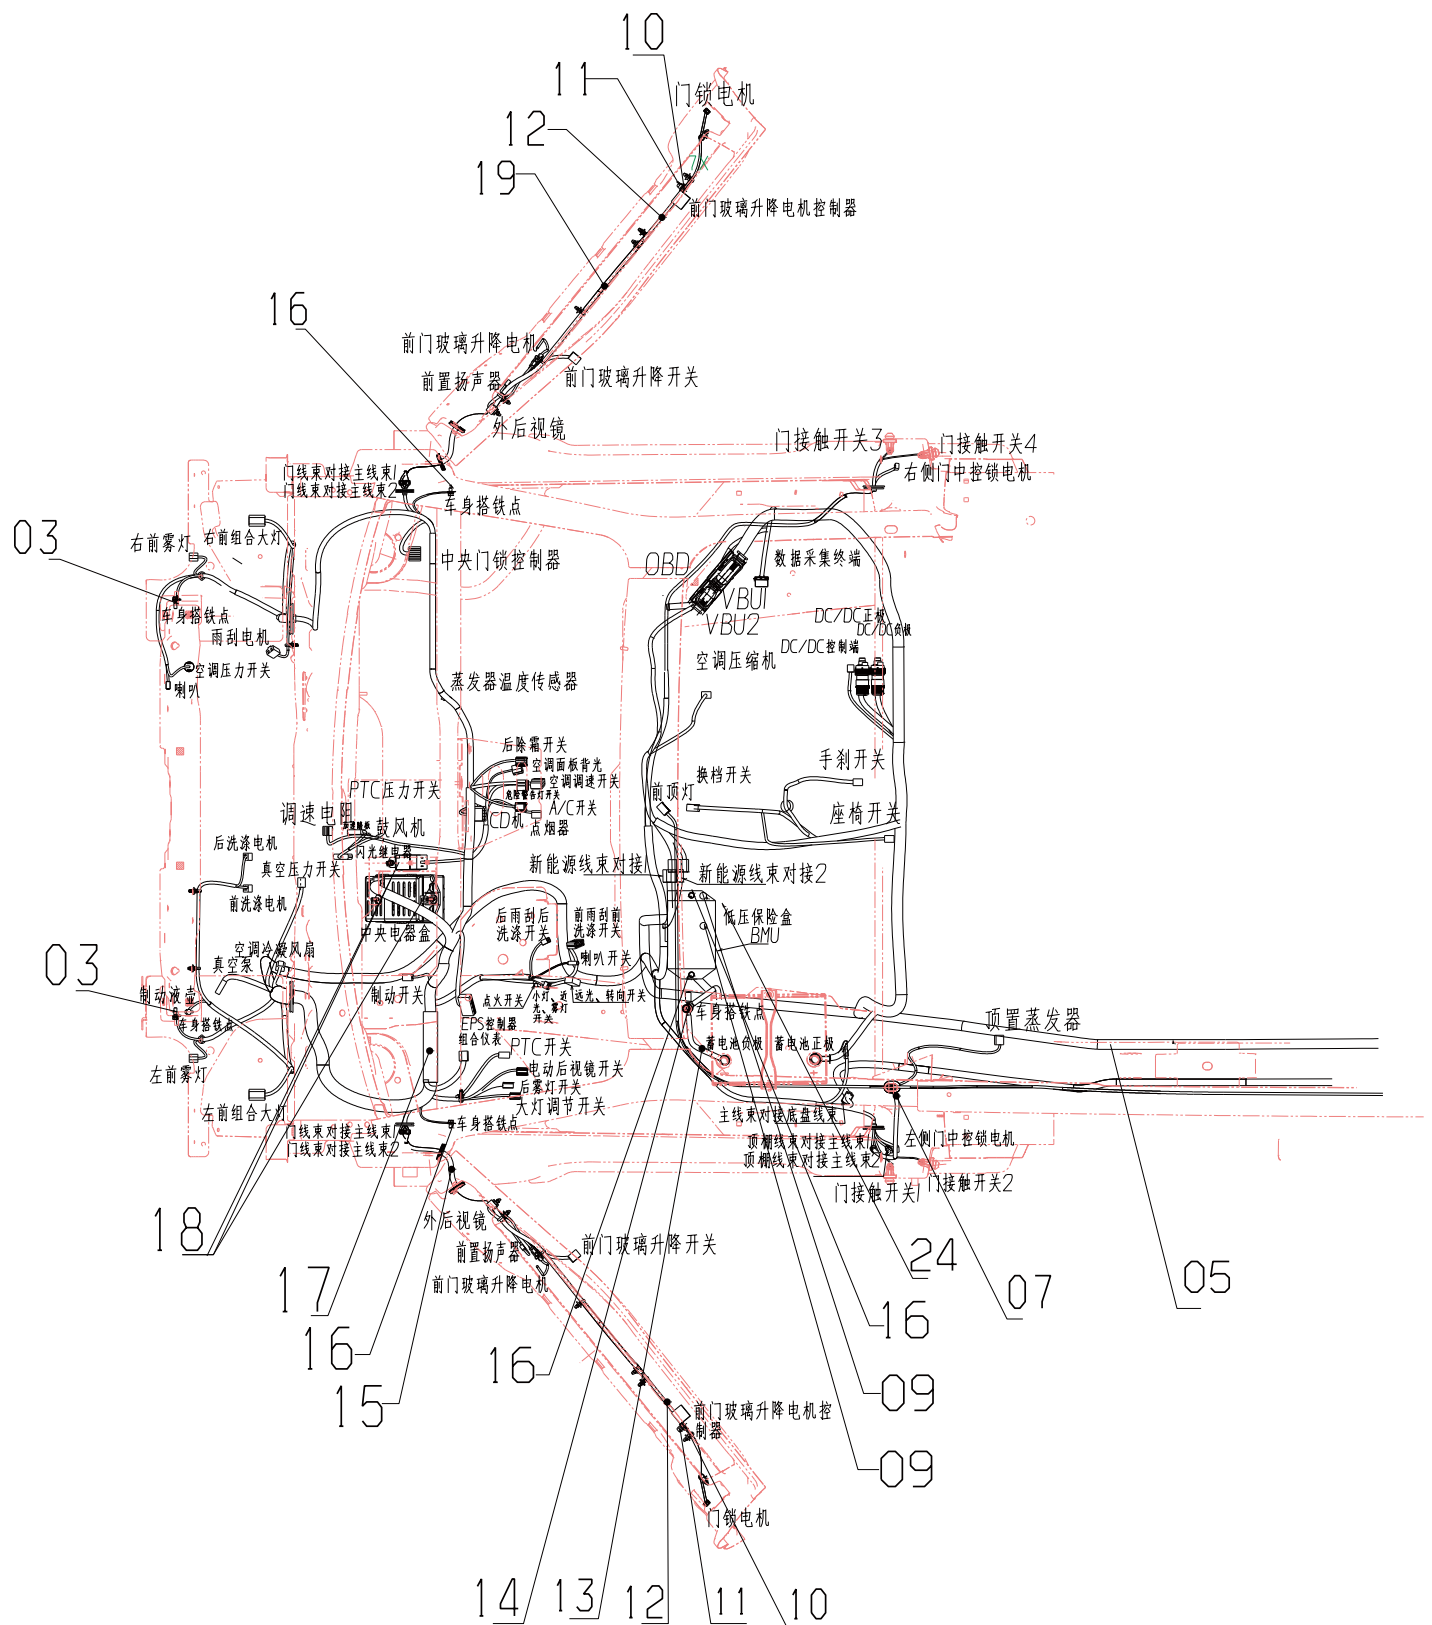 10
11
门锁电机
12
7X
19
前门玻璃升降电机控制器
16
前门玻璃升降电机
前置扬声器
前门玻璃升降开关
外后视镜
门接触开关3
门接触开关4
右侧门中控锁电机
门线束对接主线束1
门线束对接主线束2
车身搭铁点
03
右前雾灯
右前组合大灯
中央门锁控制器
OBD
数据采集终端
VBU1
VBU2
车身搭铁点
雨刮电机
空调压力开关
喇叭
DC/DC正极
DC/DC负极
DC/DC控制端
空调压缩机
蒸发器温度传感器
后除霜开关
空调面板背光
空调调速开关
危险警告灯开关
A/C开关
CD机
点烟器
手刹开关
换档开关
前顶灯
座椅开关
PTC压力开关
调速电阻
鼓风机
闪光继电器
后洗涤电机
真空压力开关
前洗涤电机
新能源线束对接1
新能源线束对接2
中央电器盒
后雨刮后
洗涤开关
前雨刮前
洗涤开关
低压保险盒
BMU
喇叭开关
空调冷凝风扇
真空泵
03
制动液壶
制动开关
点火开关
小灯、近
光、雾灯
开关
远光、转向开关
车身搭铁点
EPS控制器
组合仪表
车身搭铁点
顶置蒸发器
蓄电池负极
蓄电池正极
左前雾灯
PTC开关
电动后视镜开关
后雾灯开关
大灯调节开关
左前组合大灯
门线束对接主线束1
门线束对接主线束2
车身搭铁点
主线束对接底盘线束
顶棚线束对接主线束1
顶棚线束对接主线束2
左侧门中控锁电机
门接触开关1
门接触开关2
18
外后视镜
前置扬声器
前门玻璃升降开关
前门玻璃升降电机
17
16
15
16
24
07
05
16
09
09
前门玻璃升降电机控
制器
门锁电机
14
13
12
11
10